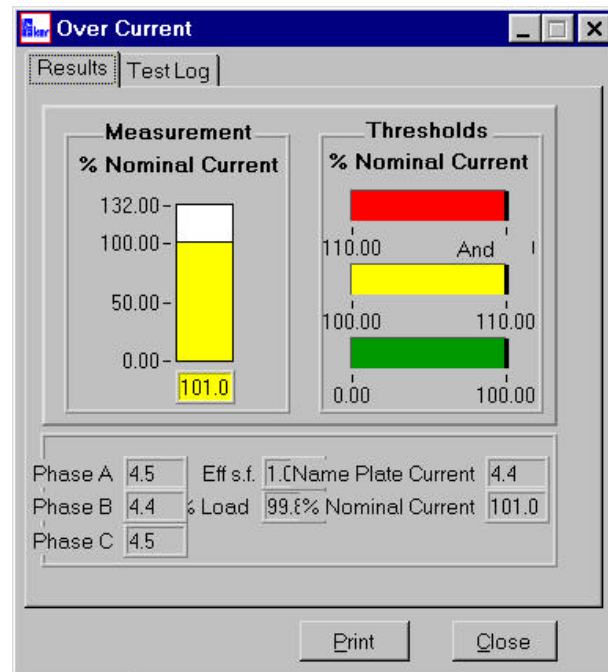 Over Current
Results Test Log
Measurement
% Nominal Current
132.00
100.00
50.00
0.00
101.0
Thresholds
% Nominal Current
110.00 And
100.00 110.00
0.00 100.00
Phase A 4.5 Eff s.f. Name Plate Current 4.4
Phase B 4.4 % Load 99.8 % Nominal Current 101.0
Phase C 4.5
Print Close